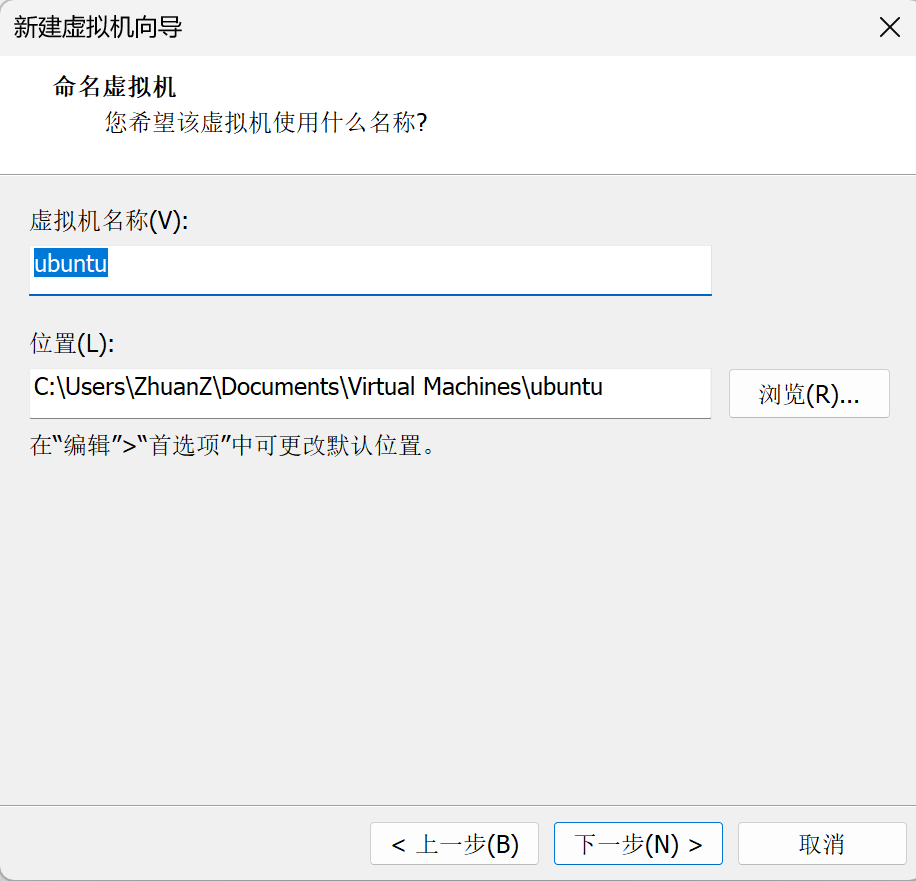 新建虚拟机向导
命名虚拟机
您希望该虚拟机使用什么名称?
虚拟机名称(V):
ubuntu
位置(L):
C:\Users\ZhuanZ\Documents\Virtual Machines\ubuntu
浏览(R)...
在“编辑”>“首选项”中可更改默认位置。
< 上一步(B)
下一步(N) >
取消